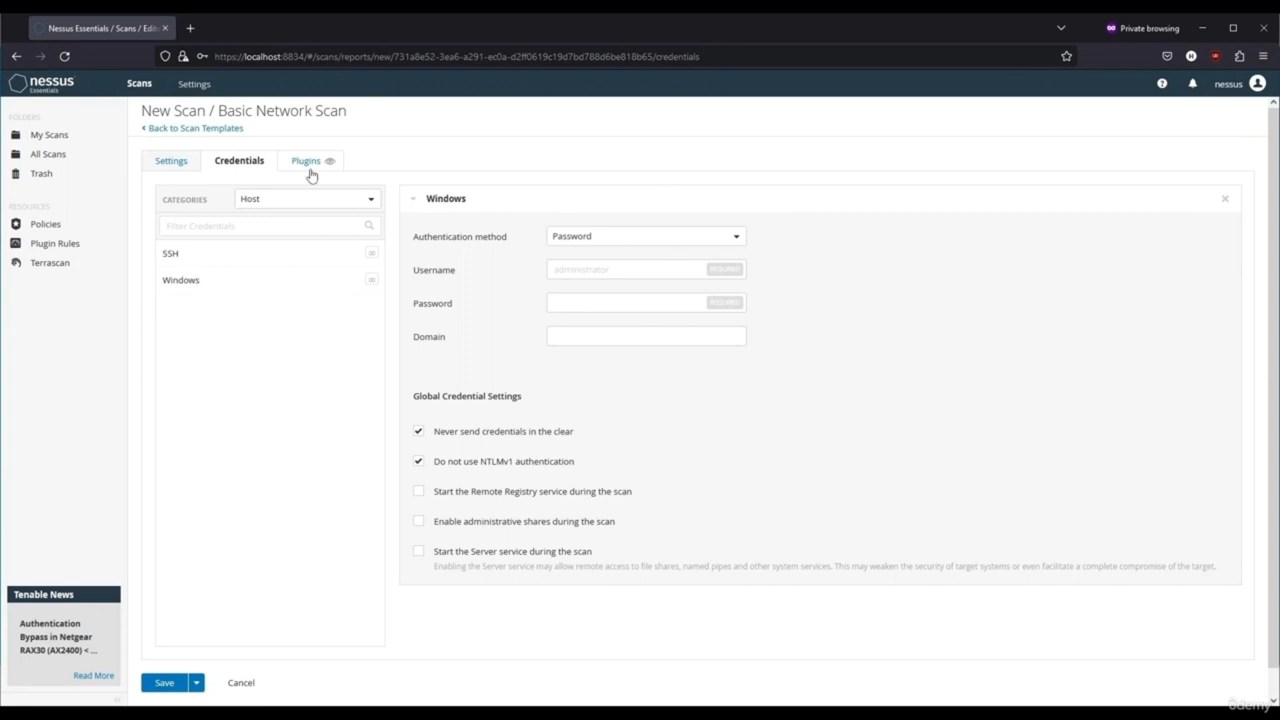 Nessus Essentials / Scans / Edit
Private browsing
https://localhost:8834/#/scans/reports/new/731a8e52-3ea6-a291-ec0a-d2ff0619c19d7bd788d6be818b65/credentials
nessus
Essentials
Scans
Settings
nessus
FOLDERS
My Scans
All Scans
Trash
RESOURCES
Policies
Plugin Rules
Terrascan
New Scan / Basic Network Scan
Back to Scan Templates
Settings
Credentials
Plugins
CATEGORIES
Host
Filter Credentials
SSH
Windows
Windows
Authentication method
Password
Username
administrator
REQUIRED
Password
REQUIRED
Domain
Global Credential Settings
Never send credentials in the clear
Do not use NTLMv1 authentication
Start the Remote Registry service during the scan
Enable administrative shares during the scan
Start the Server service during the scan
Enabling the Server service may allow remote access to file shares, named pipes and other system services. This may weaken the security of target systems or even facilitate a complete compromise of the target.
Tenable News
Authentication
Bypass in Netgear
RAX30 (AX2400) < ...
Read More
Save
Cancel
ûdemy